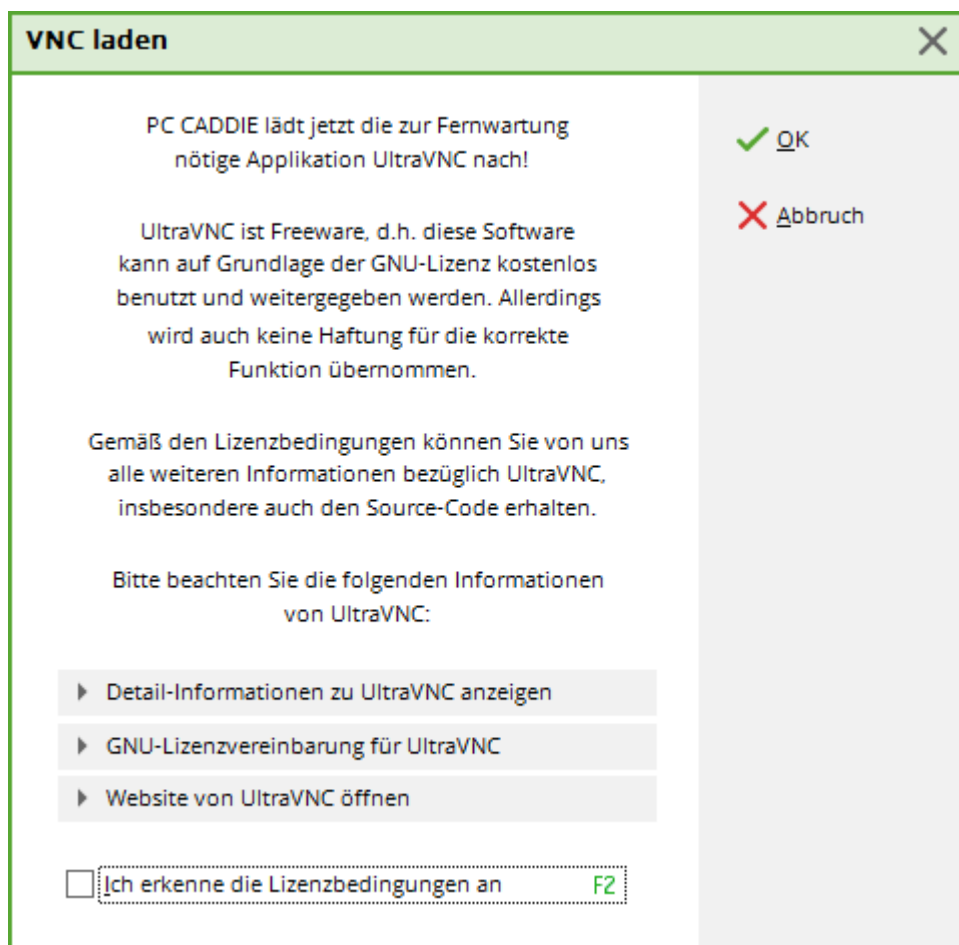 VNC laden
PC CADDIE lädt jetzt die zur Fernwartung
nötige Applikation UltraVNC nach!
UltraVNC ist Freeware, d.h. diese Software
kann auf Grundlage der GNU-Lizenz kostenlos
benutzt und weitergegeben werden. Allerdings
wird auch keine Haftung für die korrekte
Funktion übernommen.
Gemäß den Lizenzbedingungen können Sie von uns
alle weiteren Informationen bezüglich UltraVNC,
insbesondere auch den Source-Code erhalten.
Bitte beachten Sie die folgenden Informationen
von UltraVNC:
Detail-Informationen zu UltraVNC anzeigen
GNU-Lizenzvereinbarung für UltraVNC
Website von UltraVNC öffnen
Ich erkenne die Lizenzbedingungen an F2
OK
Abbruch